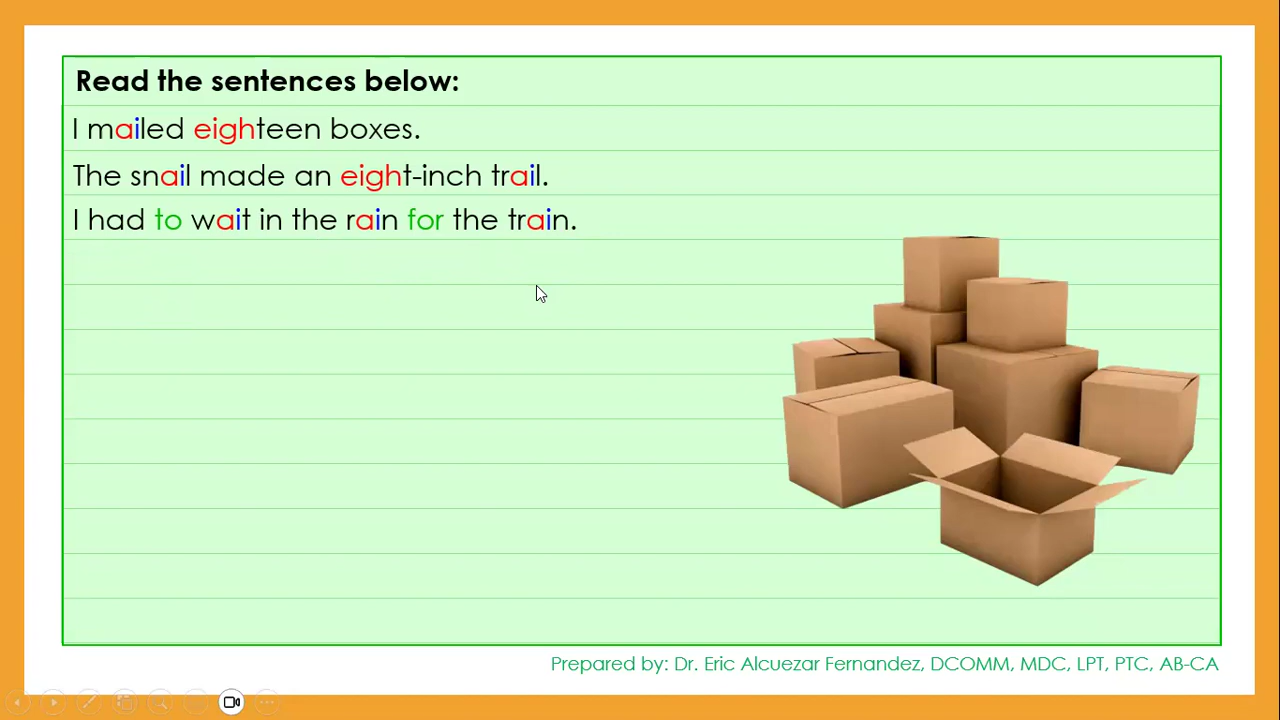 Read the sentences below:
I mailed eighteen boxes.
The snail made an eight-inch trail.
I had to wait in the rain for the train.
Prepared by: Dr. Eric Alcuezar Fernandez, DCOMM, MDC, LPT, PTC, AB-CA